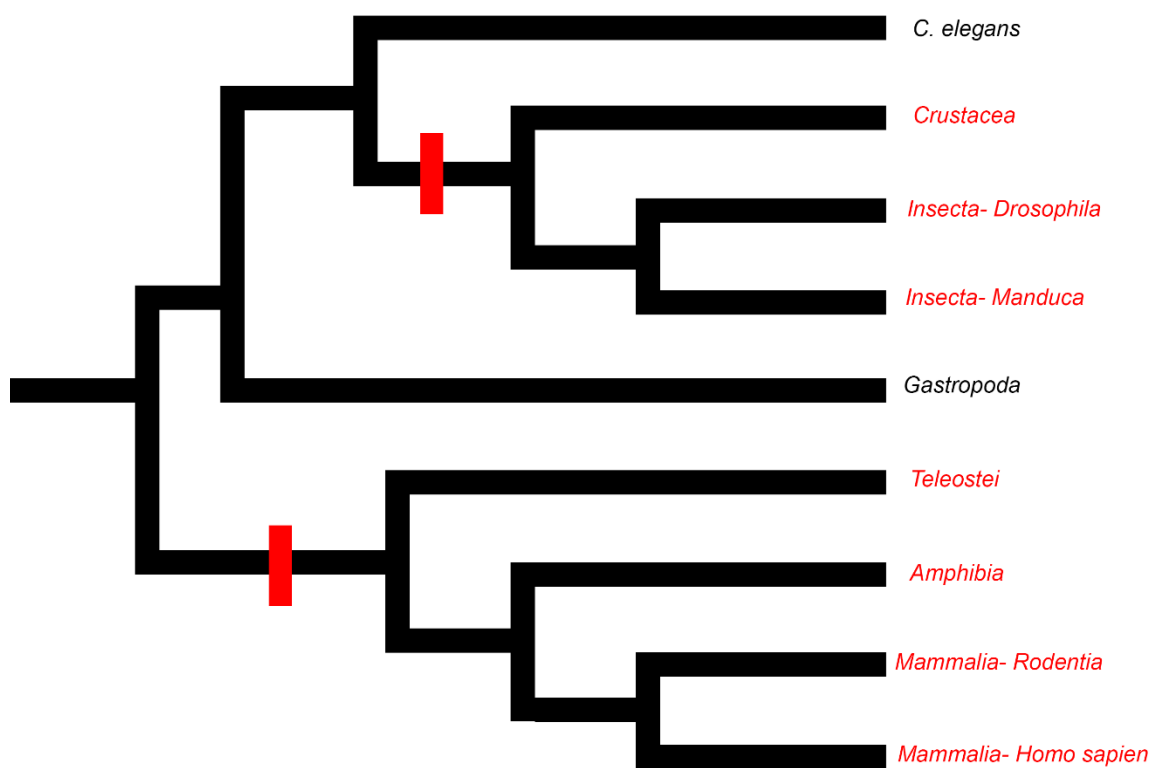 C. elegans
Crustacea
Insecta- Drosophila
Insecta- Manduca
Gastropoda
Teleostei
Amphibia
Mammalia- Rodentia
Mammalia- Homo sapien